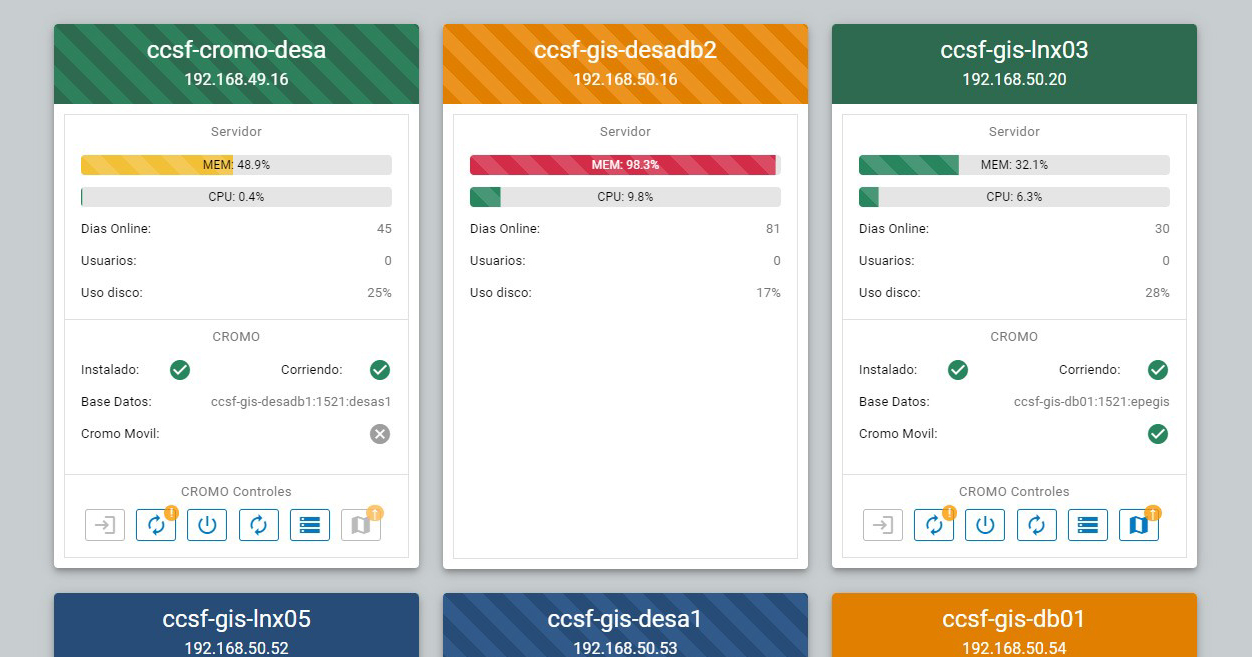 ccsf-cromo-desa
192.168.49.16
Servidor
MEM: 48.9%
CPU: 0.4%
Dias Online: 45
Usuarios: 0
Uso disco: 25%
CROMO
Instalado: Corriendo:
Base Datos: ccsf-gis-desadb1:1521:desas1
Cromo Movil:
CROMO Controles
!
ccsf-gis-desadb2
192.168.50.16
Servidor
MEM: 98.3%
CPU: 9.8%
Dias Online: 81
Usuarios: 0
Uso disco: 17%
ccsf-gis-lnx03
192.168.50.20
Servidor
MEM: 32.1%
CPU: 6.3%
Dias Online: 30
Usuarios: 0
Uso disco: 28%
CROMO
Instalado: Corriendo:
Base Datos: ccsf-gis-db01:1521:epegis
Cromo Movil:
CROMO Controles
!
ccsf-gis-lnx05
192.168.50.52
ccsf-gis-desa1
192.168.50.53
ccsf-gis-db01
192.168.50.54